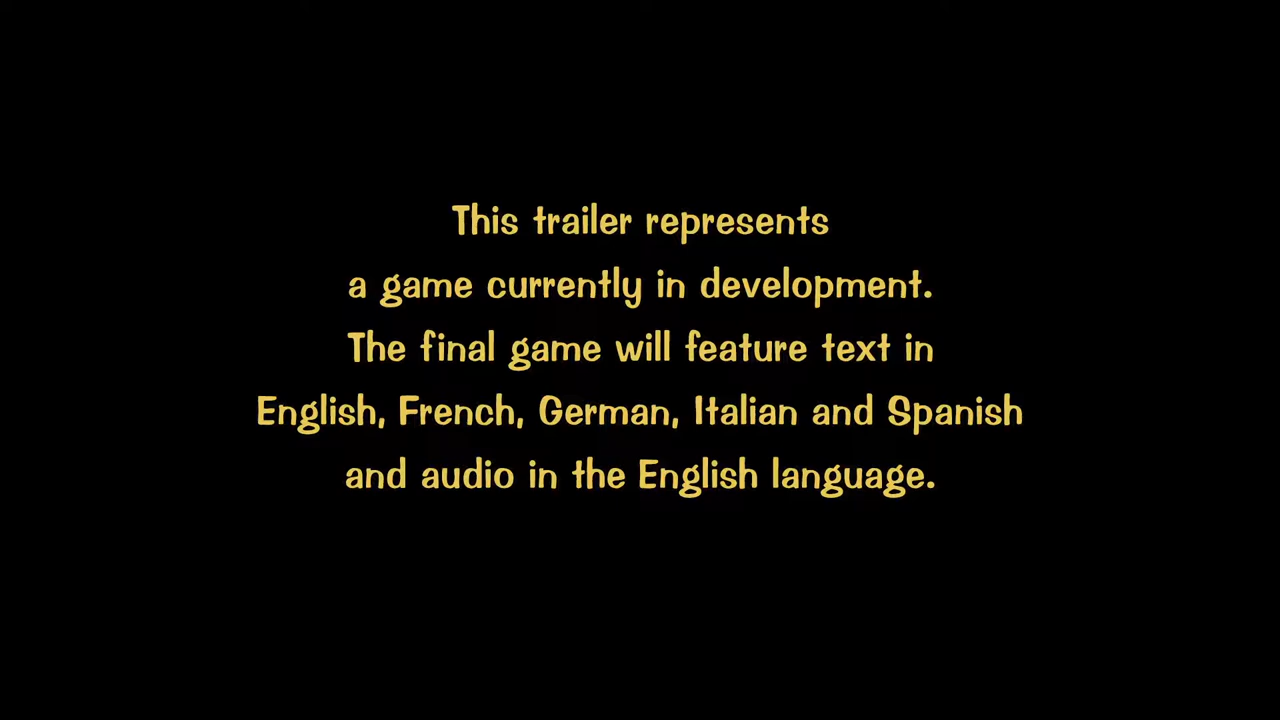 This trailer represents
a game currently in development.
The final game will feature text in
English, French, German, Italian and Spanish
and audio in the English language.